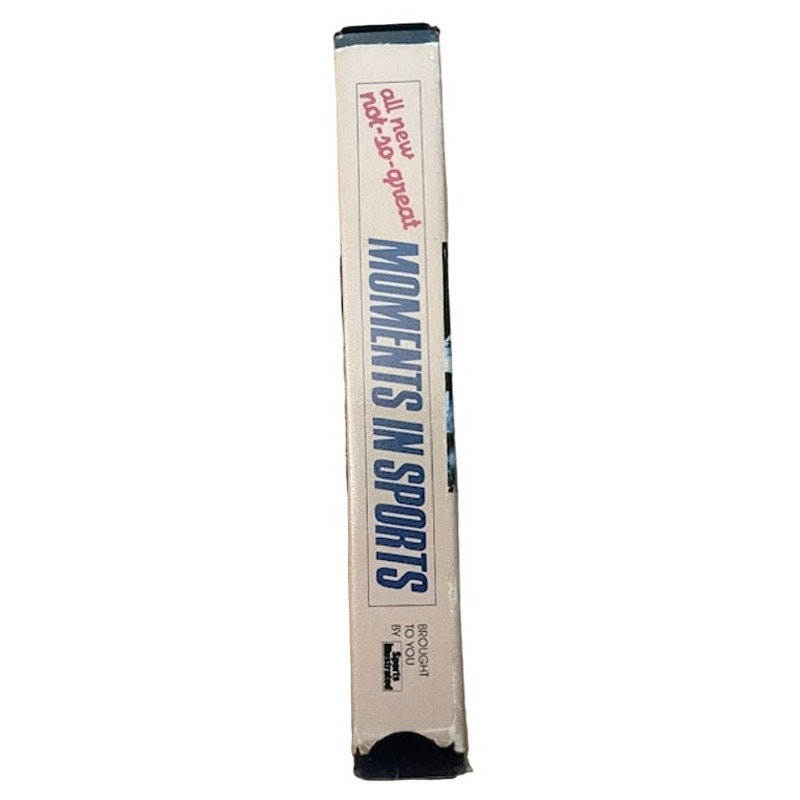 all new
not-so-great
MOMENTS IN SPORTS
BROUGHT
TO YOU
BY
Sports
Illustrated